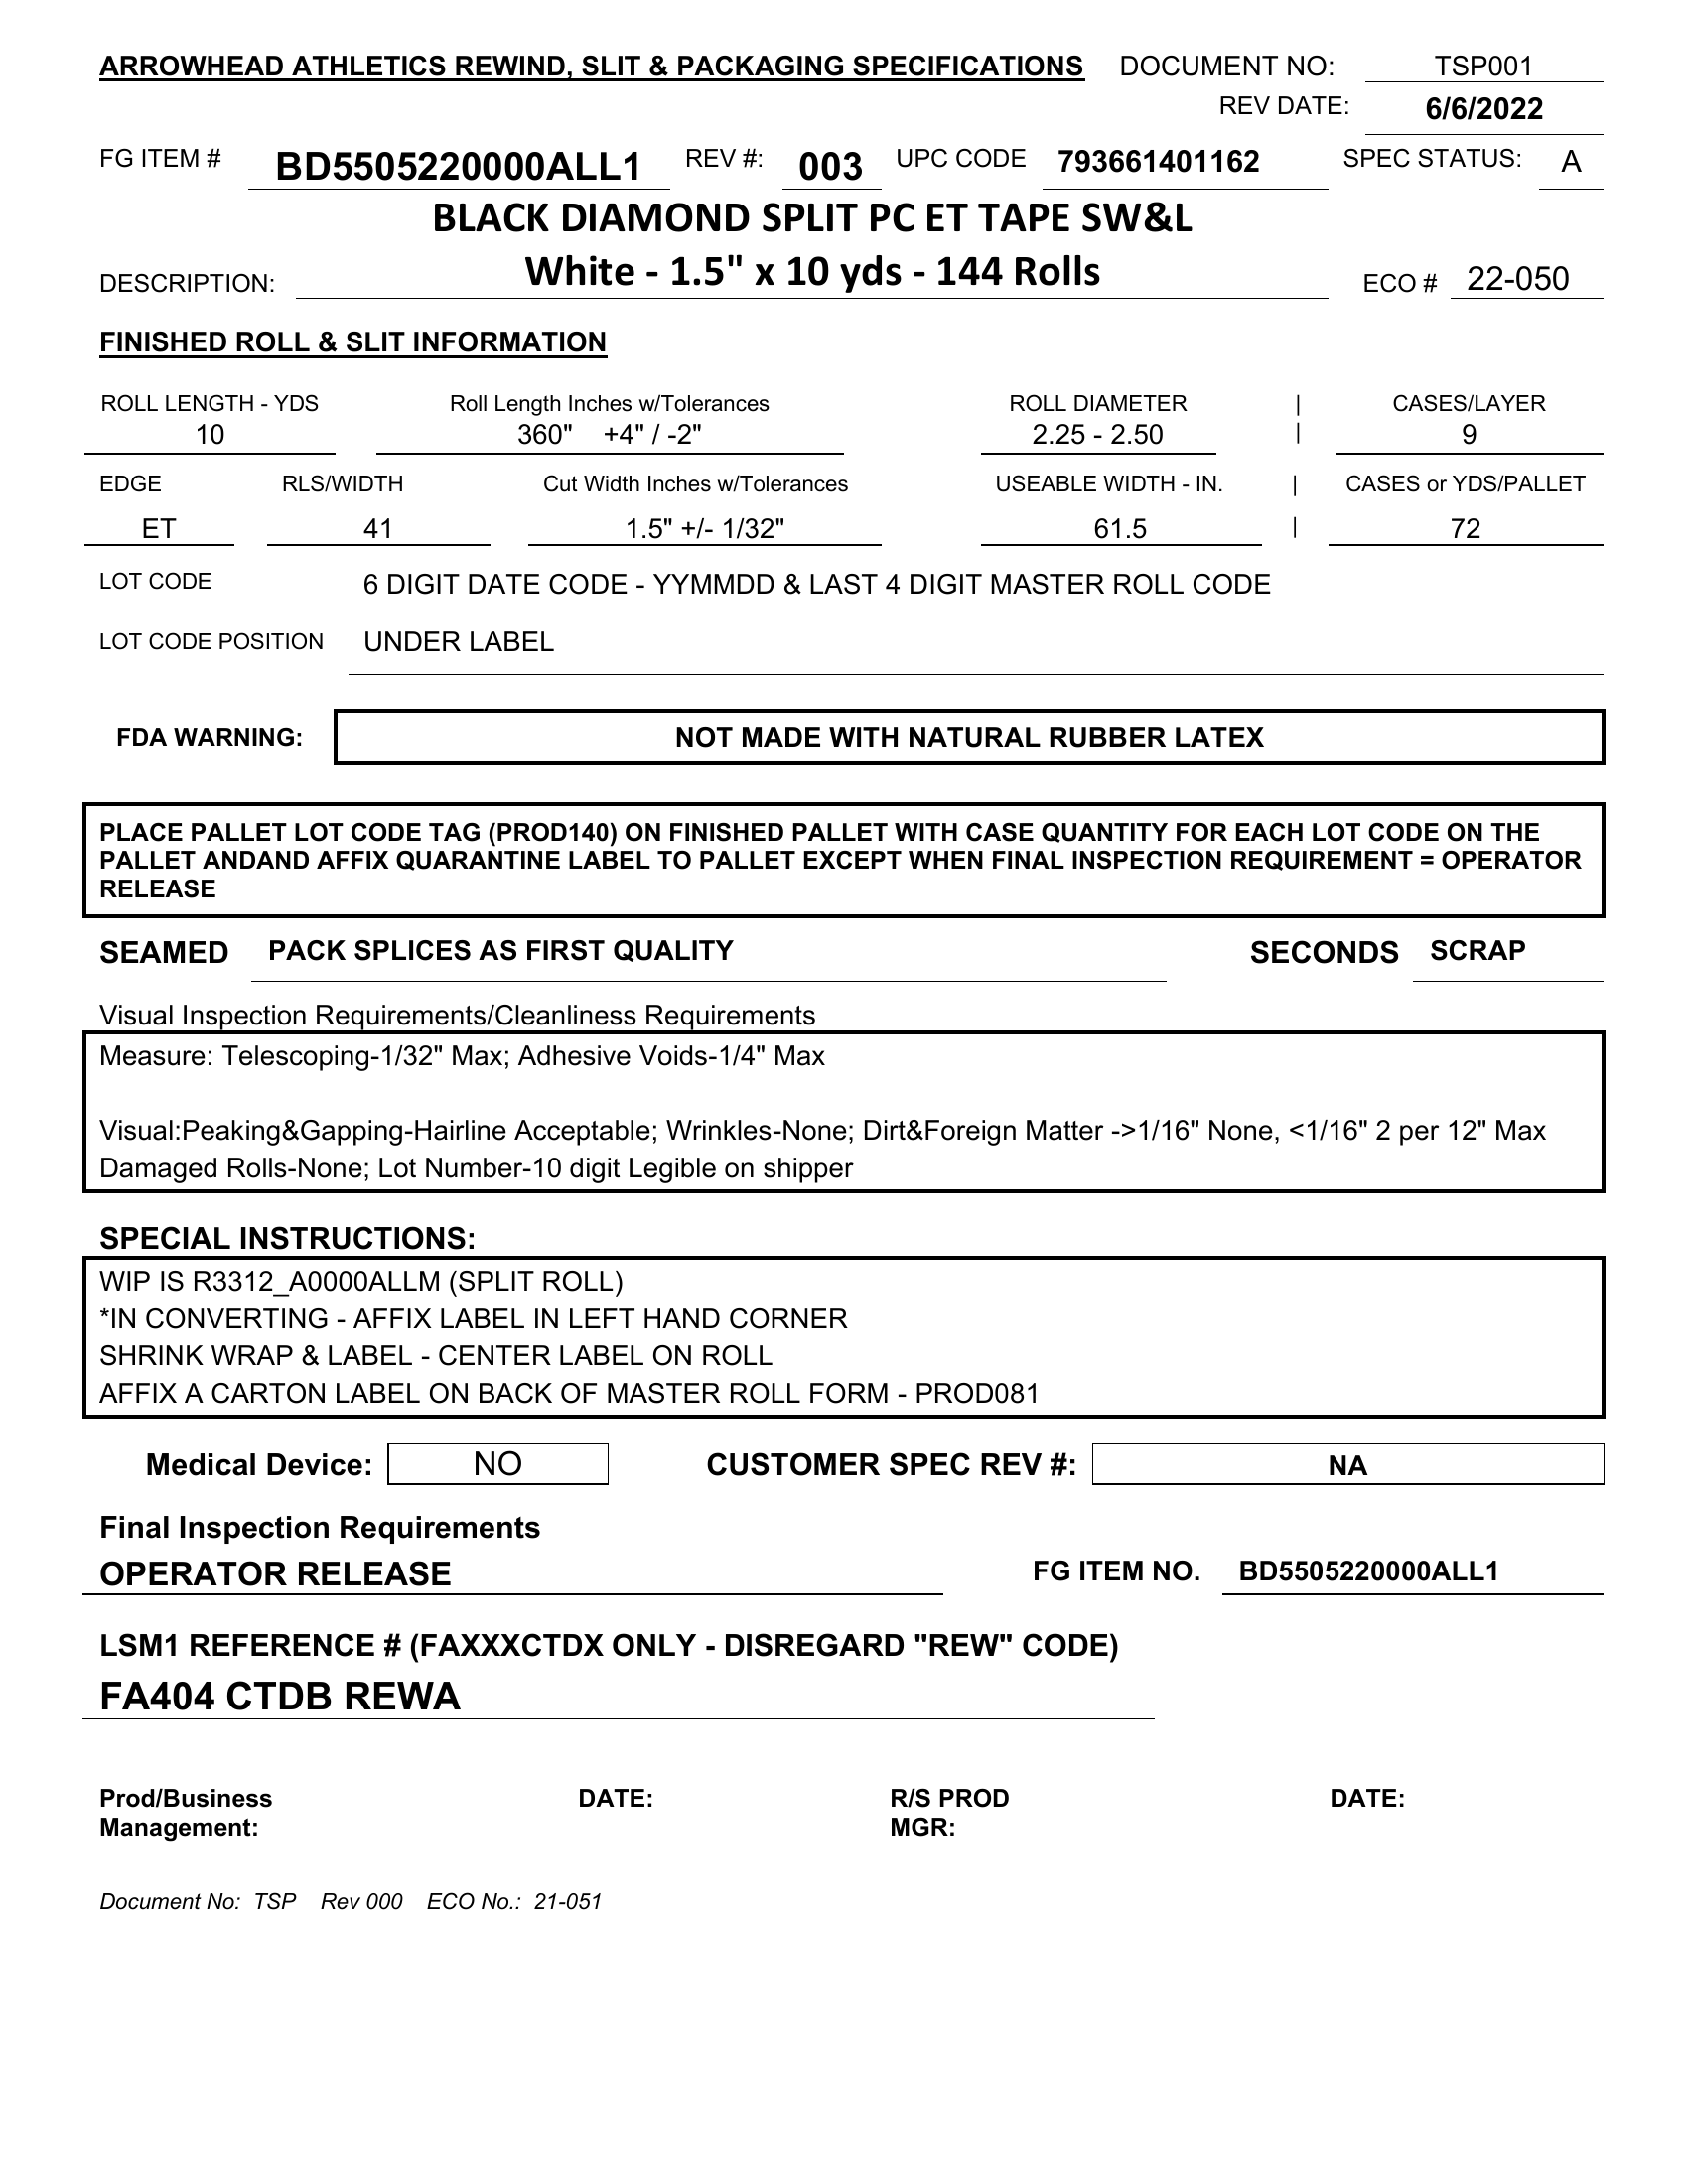 ARROWHEAD ATHLETICS REWIND, SLIT & PACKAGING SPECIFICATIONS DOCUMENT NO: TSP001
REV DATE: 6/6/2022
FG ITEM # BD5505220000ALL1 REV #: 003 UPC CODE 793661401162 SPEC STATUS: A
BLACK DIAMOND SPLIT PC ET TAPE SW&L
White - 1.5" x 10 yds - 144 Rolls
DESCRIPTION: ECO # 22-050
FINISHED ROLL & SLIT INFORMATION
ROLL LENGTH - YDS Roll Length Inches w/Tolerances ROLL DIAMETER | CASES/LAYER
10 360" +4" / -2" 2.25 - 2.50 | 9
EDGE RLS/WIDTH Cut Width Inches w/Tolerances USEABLE WIDTH - IN. | CASES or YDS/PALLET
ET 41 1.5" +/- 1/32" 61.5 | 72
LOT CODE 6 DIGIT DATE CODE - YYMMDD & LAST 4 DIGIT MASTER ROLL CODE
LOT CODE POSITION UNDER LABEL
FDA WARNING: NOT MADE WITH NATURAL RUBBER LATEX
PLACE PALLET LOT CODE TAG (PROD140) ON FINISHED PALLET WITH CASE QUANTITY FOR EACH LOT CODE ON THE
PALLET ANDAND AFFIX QUARANTINE LABEL TO PALLET EXCEPT WHEN FINAL INSPECTION REQUIREMENT = OPERATOR
RELEASE
SEAMED PACK SPLICES AS FIRST QUALITY SECONDS SCRAP
Visual Inspection Requirements/Cleanliness Requirements
Measure: Telescoping-1/32" Max; Adhesive Voids-1/4" Max
Visual:Peaking&Gapping-Hairline Acceptable; Wrinkles-None; Dirt&Foreign Matter ->1/16" None, <1/16" 2 per 12" Max
Damaged Rolls-None; Lot Number-10 digit Legible on shipper
SPECIAL INSTRUCTIONS:
WIP IS R3312_A0000ALLM (SPLIT ROLL)
*IN CONVERTING - AFFIX LABEL IN LEFT HAND CORNER
SHRINK WRAP & LABEL - CENTER LABEL ON ROLL
AFFIX A CARTON LABEL ON BACK OF MASTER ROLL FORM - PROD081
Medical Device: NO CUSTOMER SPEC REV #: NA
Final Inspection Requirements
OPERATOR RELEASE FG ITEM NO. BD5505220000ALL1
LSM1 REFERENCE # (FAXXXCTDX ONLY - DISREGARD "REW" CODE)
FA404 CTDB REWA
Prod/Business DATE: R/S PROD DATE:
Management: MGR:
Document No: TSP Rev 000 ECO No.: 21-051